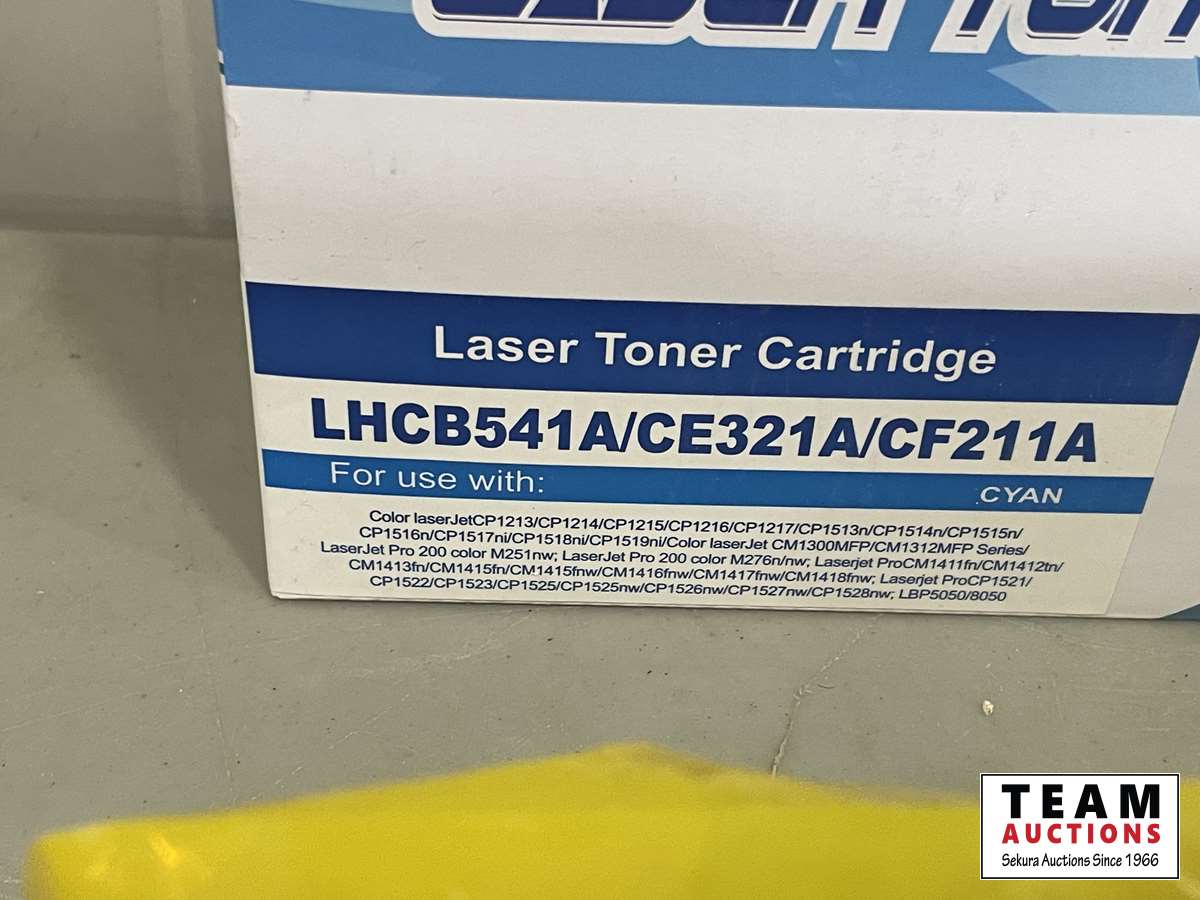 Laser Toner Cartridge
LHCB541A/CE321A/CF211A
For use with:
CYAN
Color laserJetCP1213/CP1214/CP1215/CP1216/CP1217/CP1513n/CP1514n/CP1515n/
CP1516n/CP1517ni/CP1518ni/CP1519ni/Color laserJet CM1300MFP/CM1312MFP Series/
LaserJet Pro 200 color M251nw; LaserJet Pro 200 color M276n/nw; Laserjet ProCM1411fn/CM1412tn/
CM1413fn/CM1415fn/CM1415fnw/CM1416fnw/CM1417fnw/CM1418fnw; Laserjet ProCP1521/
CP1522/CP1523/CP1525/CP1525nw/CP1526nw/CP1527nw/CP1528nw; LBP5050/8050
TEAM
AUCTIONS
Sekura Auctions Since 1966